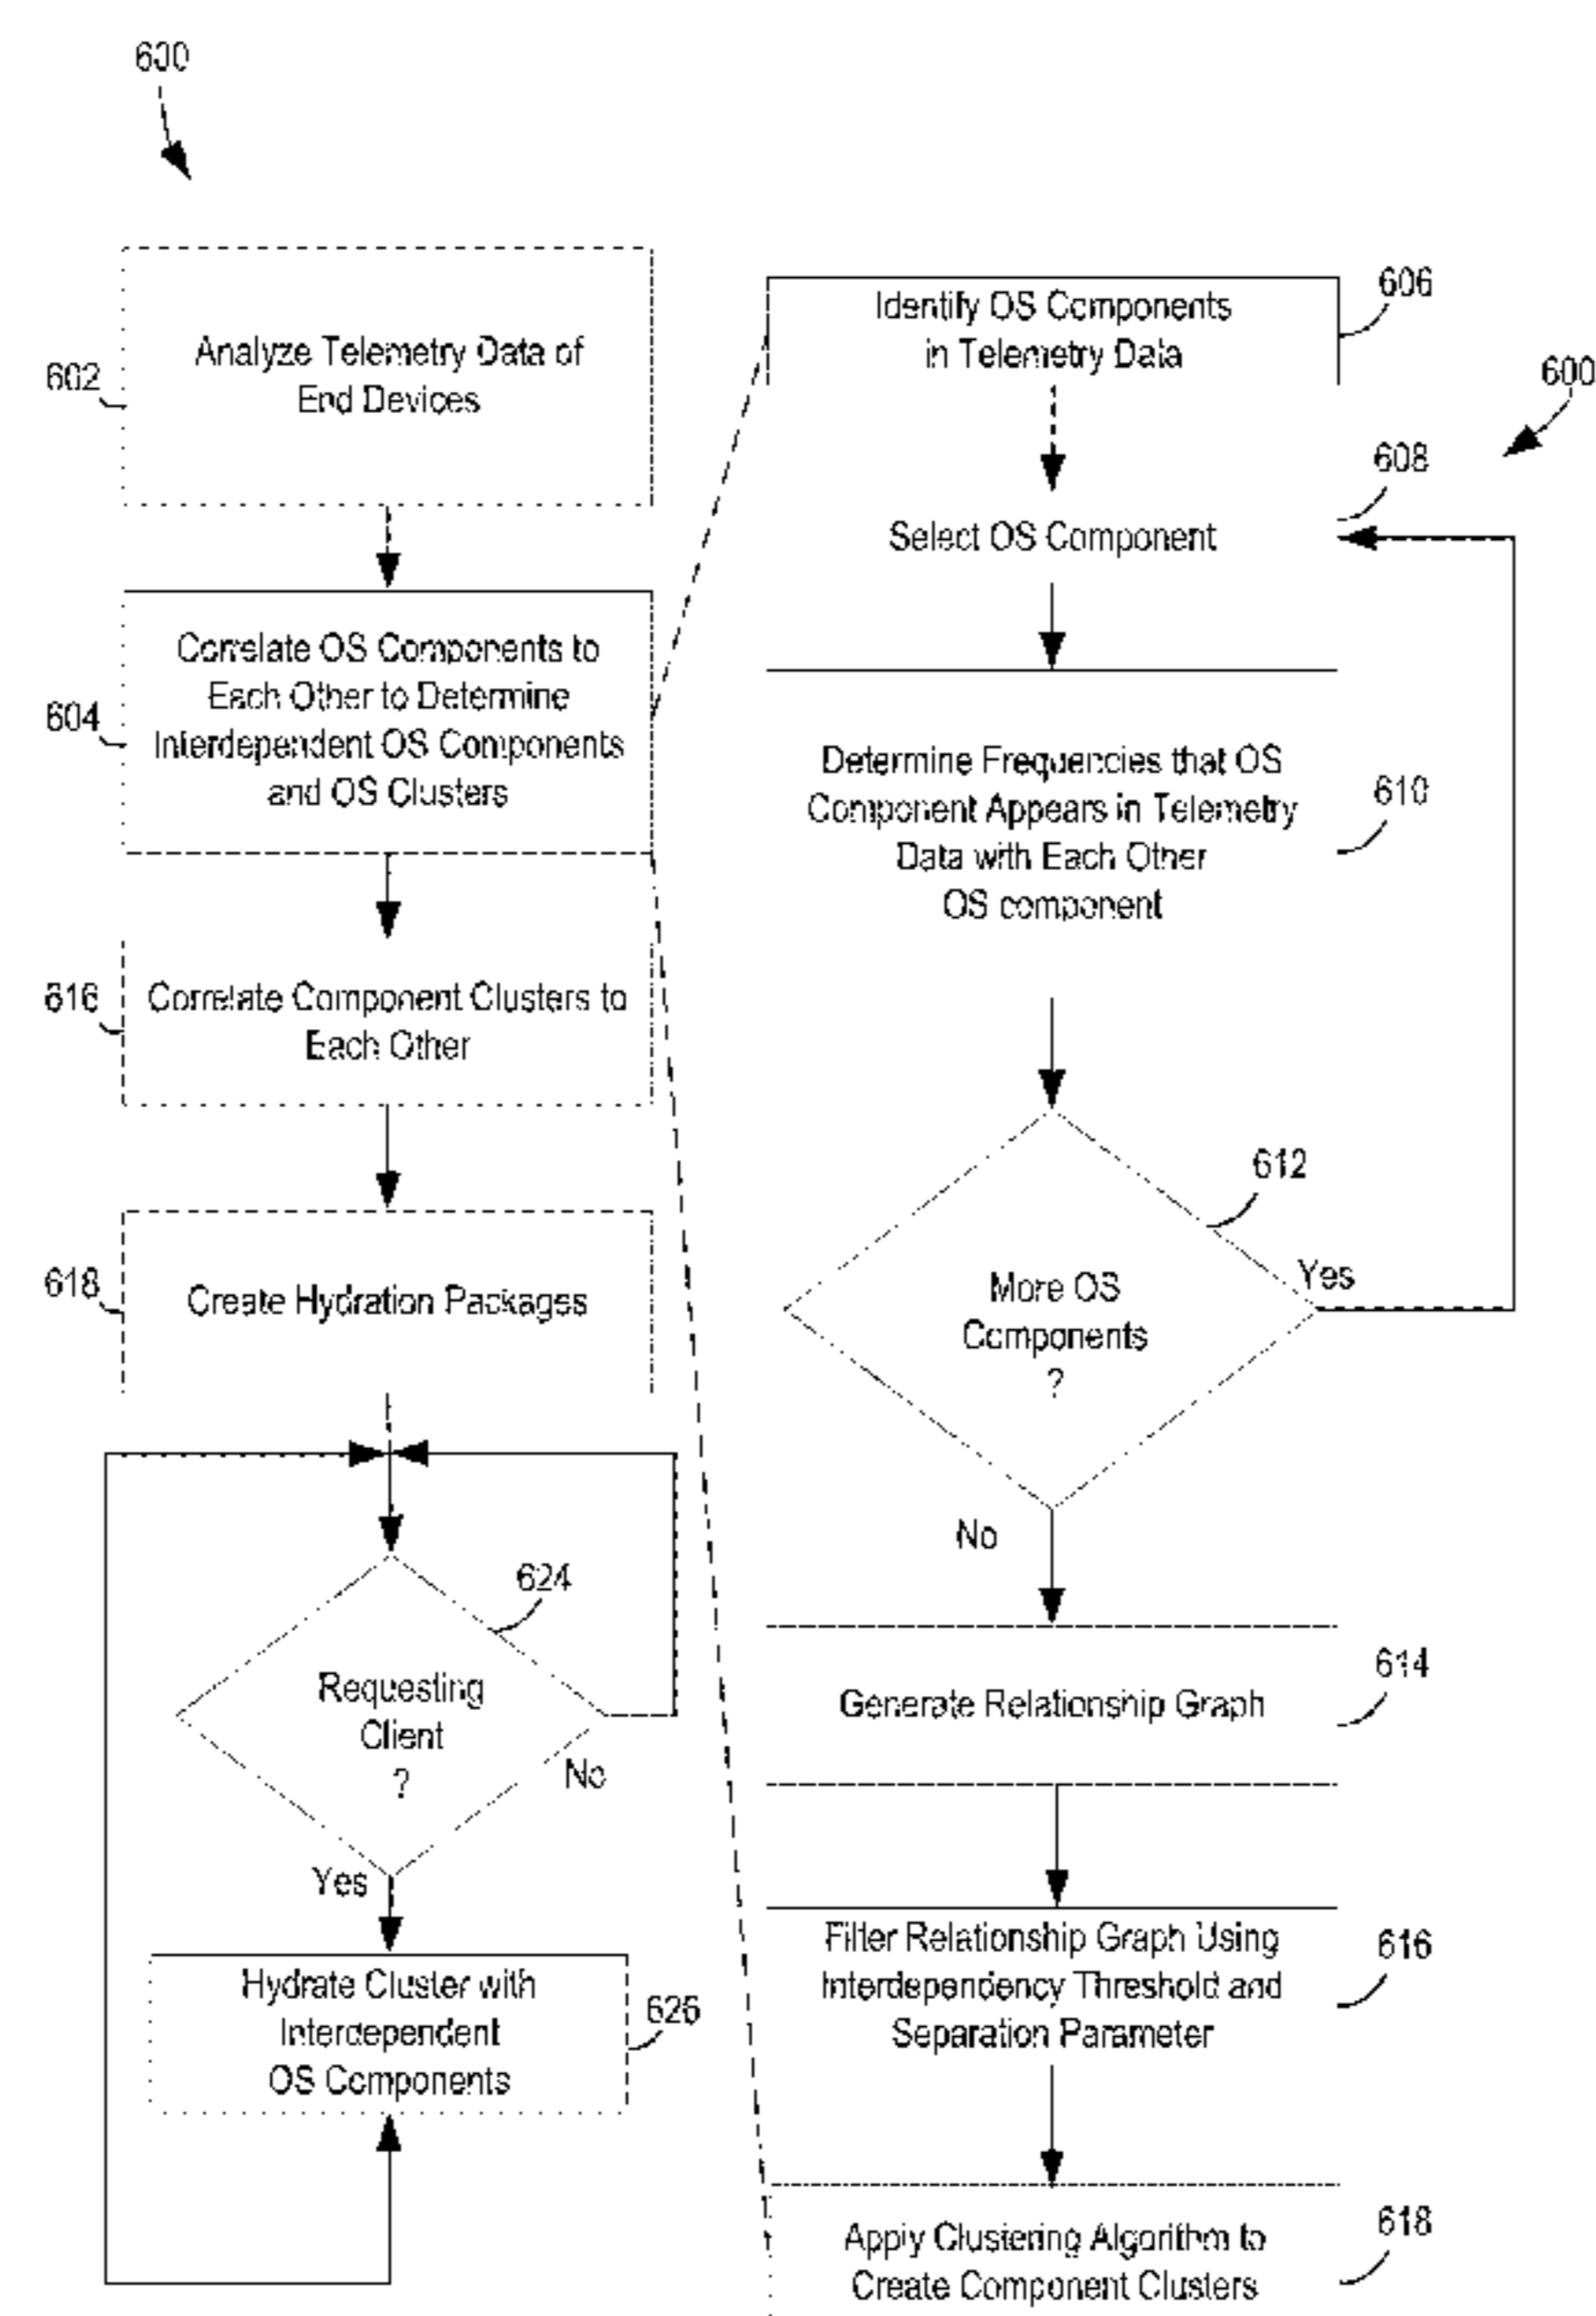 600
602
Analyze Telemetry Data of
End Devices
604
Correlate OS Components to
Each Other to Determine
Interdependent OS Components
and OS Clusters
616
Correlate Component Clusters to
Each Other
618
Create Hydration Packages
624
Requesting
Client
?
No
Yes
Hydrate Cluster with
Interdependent
OS Components
626
606
Identify OS Components
in Telemetry Data
600
608
Select OS Component
Determine Frequencies that OS
Component Appears in Telemetry
Data with Each Other
OS component
610
612
More OS
Components
?
Yes
No
614
Generate Relationship Graph
Filter Relationship Graph Using
Interdependency Threshold and
Separation Parameter
616
Apply Clustering Algorithm to
Create Component Clusters
618